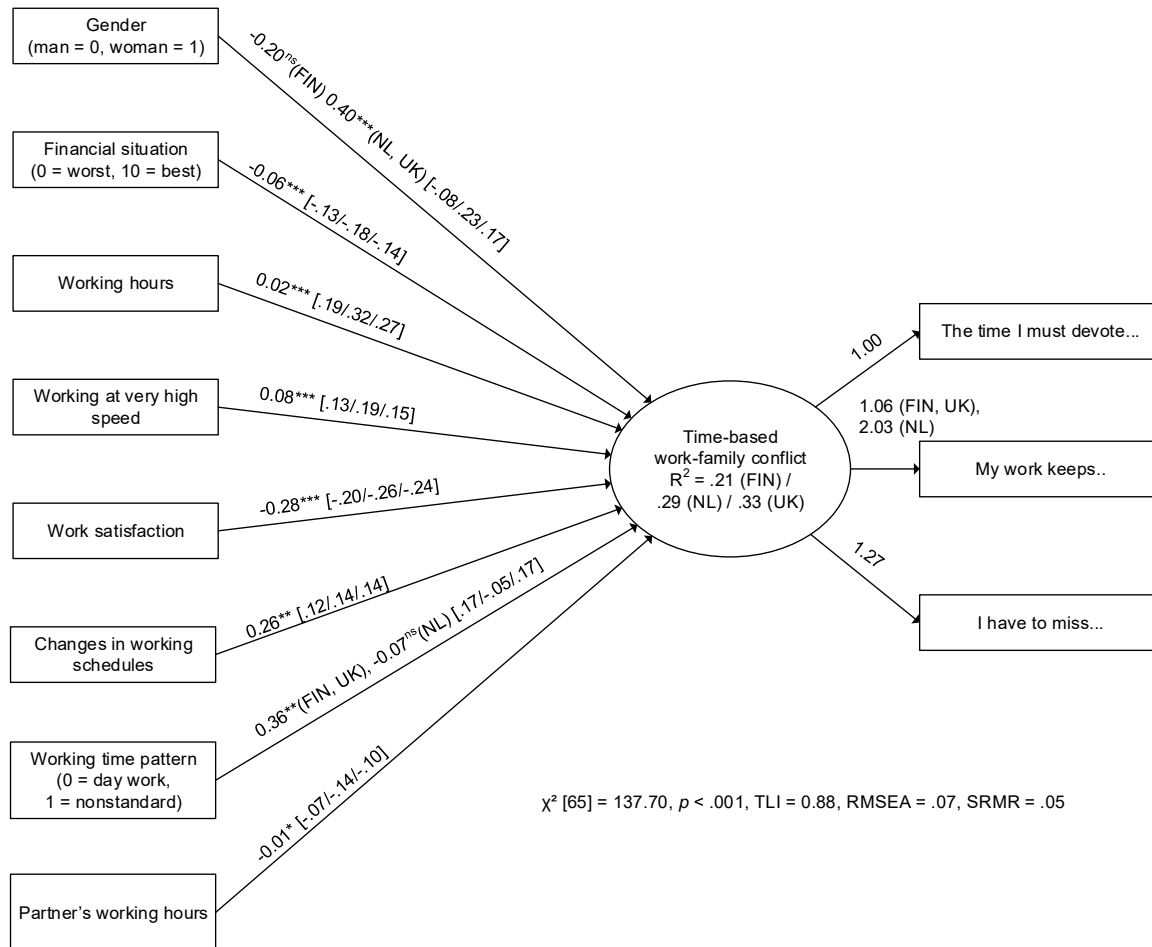 Gender
(man = 0, woman = 1)
-0.20ns(FIN) 0.40***(NL, UK) [-.08/.23/.17]
Financial situation
(0 = worst, 10 = best)
-0.06*** [-.13/-.18/-.14]
Working hours
0.02*** [.19/.32/.27]
Working at very high
speed
0.08*** [.13/.19/.15]
Work satisfaction
-0.28*** [-.20/-.26/-.24]
Changes in working
schedules
0.26** [.12/.14/.14]
Working time pattern
(0 = day work,
1 = nonstandard)
0.36**(FIN, UK), -0.07ns(NL) [.17/-.05/.17]
Partner’s working hours
-0.01* [-.07/-.14/-.10]
Time-based
work-family conflict
R² = .21 (FIN) /
.29 (NL) / .33 (UK)
1.00
The time I must devote...
1.06 (FIN, UK),
2.03 (NL)
My work keeps..
1.27
I have to miss...
χ² [65] = 137.70, p < .001, TLI = 0.88, RMSEA = .07, SRMR = .05